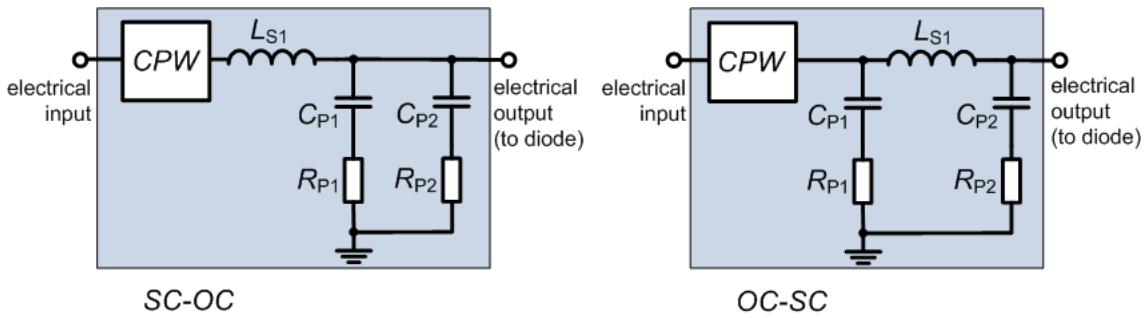 L_S1
CPW
electrical
input
C_P1
C_P2
electrical
output
(to diode)
R_P1
R_P2
SC-OC
L_S1
CPW
electrical
input
C_P1
C_P2
electrical
output
(to diode)
R_P1
R_P2
OC-SC